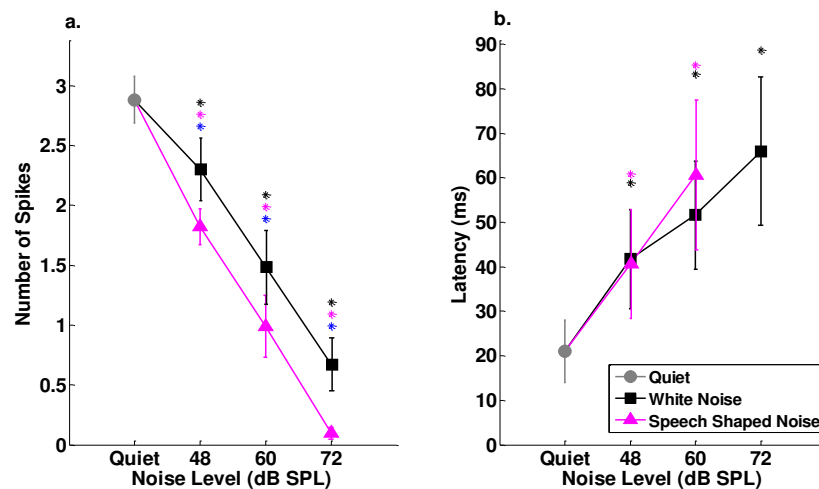 a.
Number of Spikes
3
2.5
2
1.5
1
0.5
0
Quiet 48 60 72
Noise Level (dB SPL)
b.
Latency (ms)
90
80
70
60
50
40
30
20
10
0
Quiet
White Noise
Speech Shaped Noise
Quiet 48 60 72
Noise Level (dB SPL)